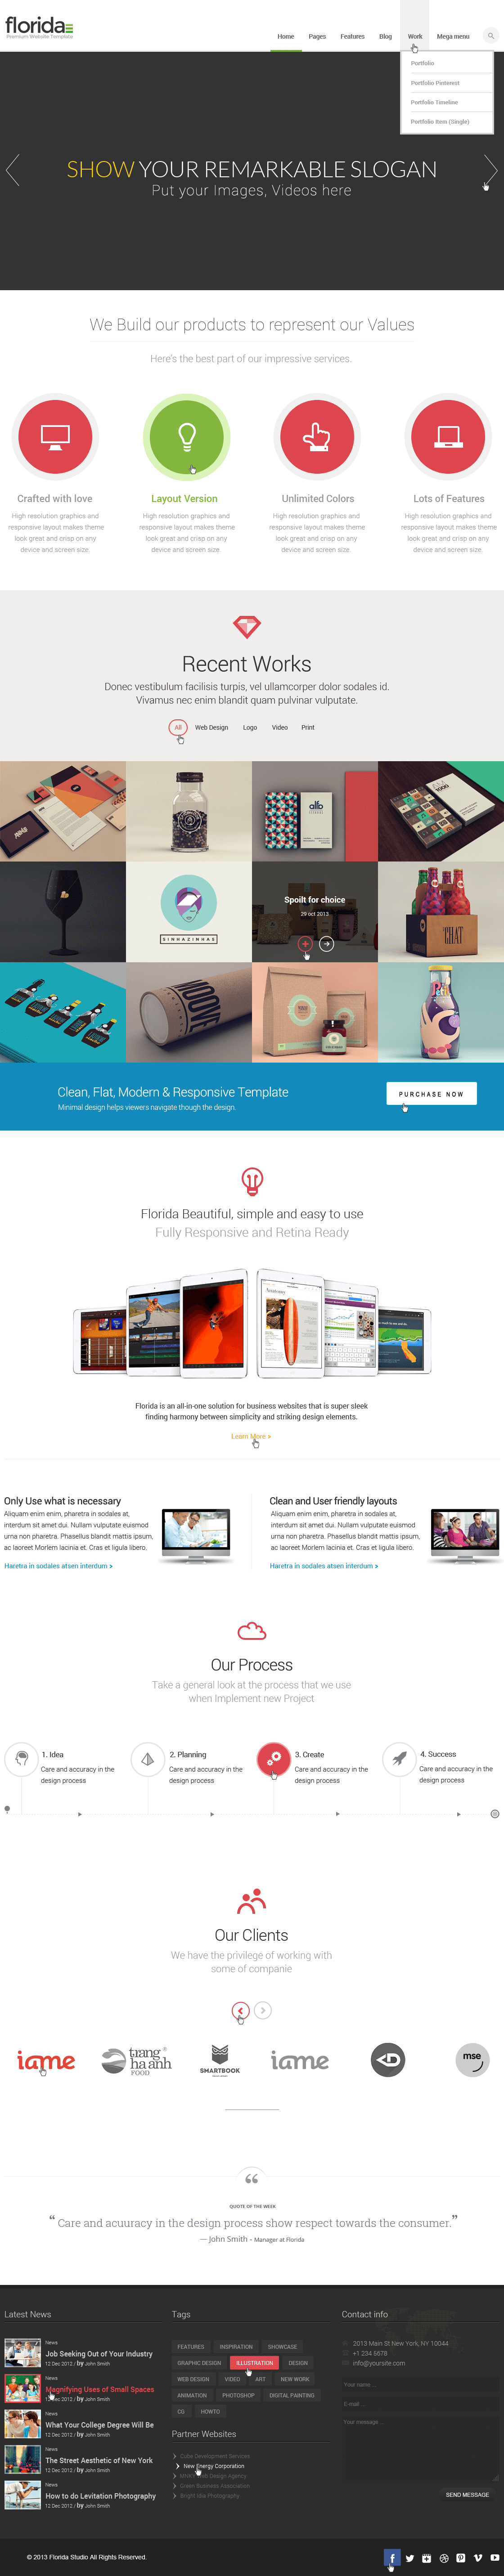 florida
Premium Website Template
Home Pages Features Blog Work Mega menu
Portfolio
Portfolio Pinterest
Portfolio Timeline
Portfolio Item (Single)
SHOW YOUR REMARKABLE SLOGAN
Put your Images, Videos here
We Build our products to represent our Values
Here's the best part of our impressive services.
Crafted with love
High resolution graphics and
responsive layout makes theme
look great and crisp on any
device and screen size.
Layout Version
High resolution graphics and
responsive layout makes theme
look great and crisp on any
device and screen size.
Unlimited Colors
High resolution graphics and
responsive layout makes theme
look great and crisp on any
device and screen size.
Lots of Features
High resolution graphics and
responsive layout makes theme
look great and crisp on any
device and screen size.
Recent Works
Donec vestibulum facilisis turpis, vel ullamcorper dolor sodales id.
Vivamus nec enim blandit quam pulvinar vulputate.
All Web Design Logo Video Print
alfo
SINHAZINHAS
Spoilt for choice
29 oct 2013
CHAT
NOOVE
Clean, Flat, Modern & Responsive Template
Minimal design helps viewers navigate though the design.
PURCHASE NOW
Florida Beautiful, simple and easy to use
Fully Responsive and Retina Ready
Anatomy
Florida is an all-in-one solution for business websites that is super sleek
finding harmony between simplicity and striking design elements.
Learn More >
Only Use what is necessary
Aliquam enim enim, pharetra in sodales at,
interdum sit amet dui. Nullam vulputate euismod
urna non pharetra. Phasellus blandit mattis ipsum,
ac laoreet Morlem lacinia et. Cras et ligula libero.
Haretra in sodales atsen interdum >
Clean and User friendly layouts
Aliquam enim enim, pharetra in sodales at,
interdum sit amet dui. Nullam vulputate euismod
urna non pharetra. Phasellus blandit mattis ipsum,
ac laoreet Morlem lacinia et. Cras et ligula libero.
Haretra in sodales atsen interdum >
Our Process
Take a general look at the process that we use
when Implement new Project
1. Idea
Care and accuracy in the
design process
2. Planning
Care and accuracy in the
design process
3. Create
Care and accuracy in the
design process
4. Success
Care and accuracy in the
design process
Our Clients
We have the privilege of working with
some of companie
iame
trang ha anh
FOOD
SMARTBOOK
iame
mse
QUOTE OF THE WEEK
“ Care and acuuracy in the design process show respect towards the consumer.”
— John Smith - Manager at Florida
Latest News
News
Job Seeking Out of Your Industry
12 Dec 2012 / by John Smith
News
Magnifying Uses of Small Spaces
12 Dec 2012 / by John Smith
News
What Your College Degree Will Be
12 Dec 2012 / by John Smith
News
The Street Aesthetic of New York
12 Dec 2012 / by John Smith
News
How to do Levitation Photography
12 Dec 2012 / by John Smith
Tags
FEATURES INSPIRATION SHOWCASE
GRAPHIC DESIGN ILLUSTRATION DESIGN
WEB DESIGN VIDEO ART NEW WORK
ANIMATION PHOTOSHOP DIGITAL PAINTING
CG HOWTO
Partner Websites
Cube Development Services
New Energy Corporation
Web Design Agency
Green Business Association
Bright Idia Photography
Contact info
2013 Main St.New York, NY 10044
+1 234 5678
info@yoursite.com
Your name ...
E-mail ...
Your message ...
SEND MESSAGE
© 2013 Florida Studio All Rights Reserved.